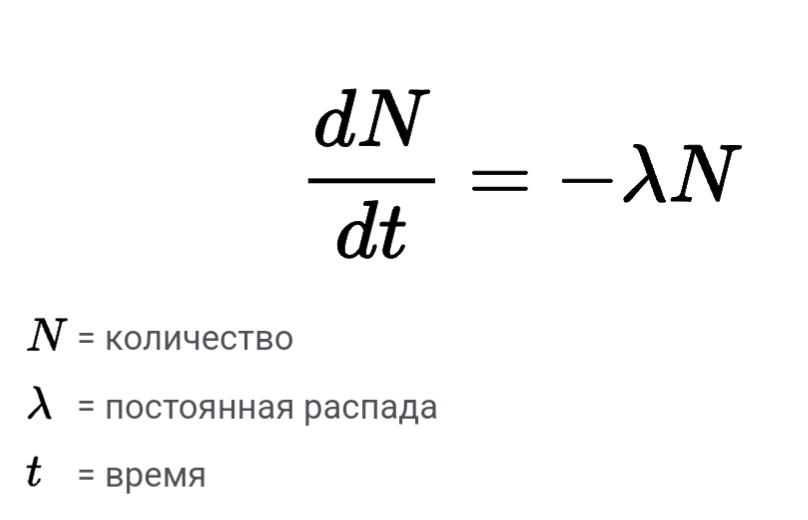 dN/dt = −λN
N = количество
λ = постоянная распада
t = время